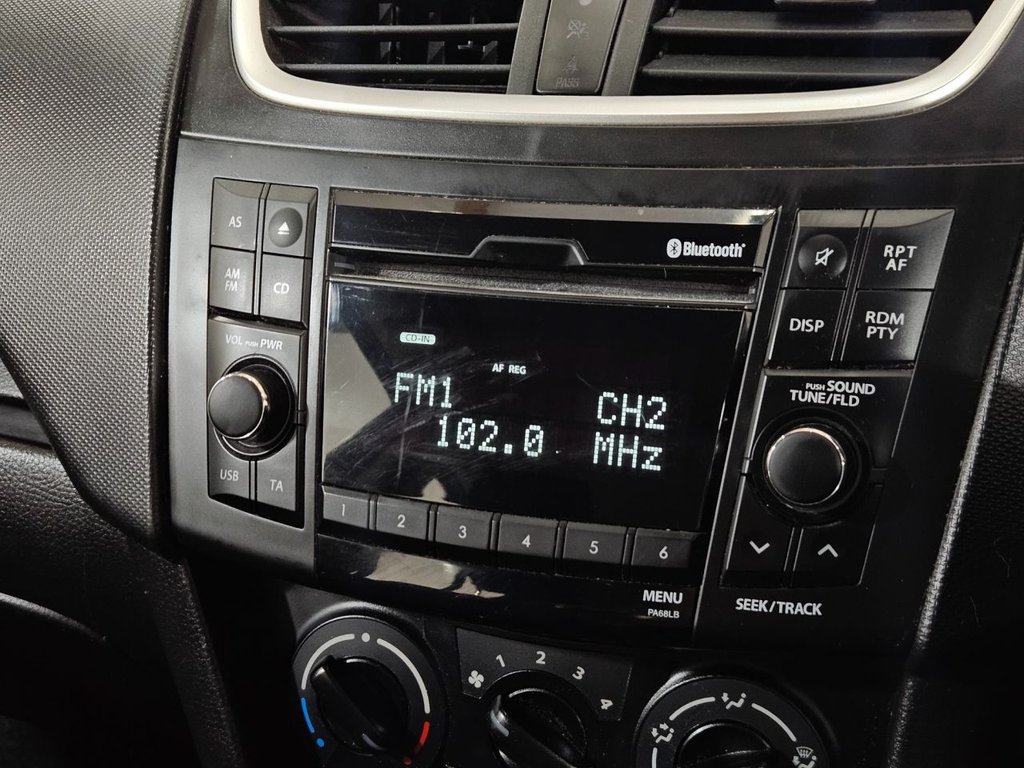 PASS
AS
AM
FM
CD
VOL PUSH PWR
USB
TA
Bluetooth
CD-IN
AF REG
FM1
CH2
102.0
MHz
1
2
3
4
5
6
MENU
PA68LB
RPT
AF
DISP
RDM
PTY
PUSH SOUND
TUNE/FLD
SEEK/TRACK
1
2
3
4